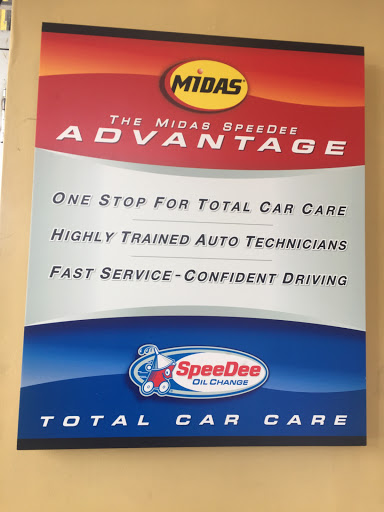 MIDAS
THE MIDAS SPEEDEE
ADVANTAGE
ONE STOP FOR TOTAL CAR CARE
HIGHLY TRAINED AUTO TECHNICIANS
FAST SERVICE-CONFIDENT DRIVING
SpeeDee
OIL CHANGE
TOTAL CAR CARE